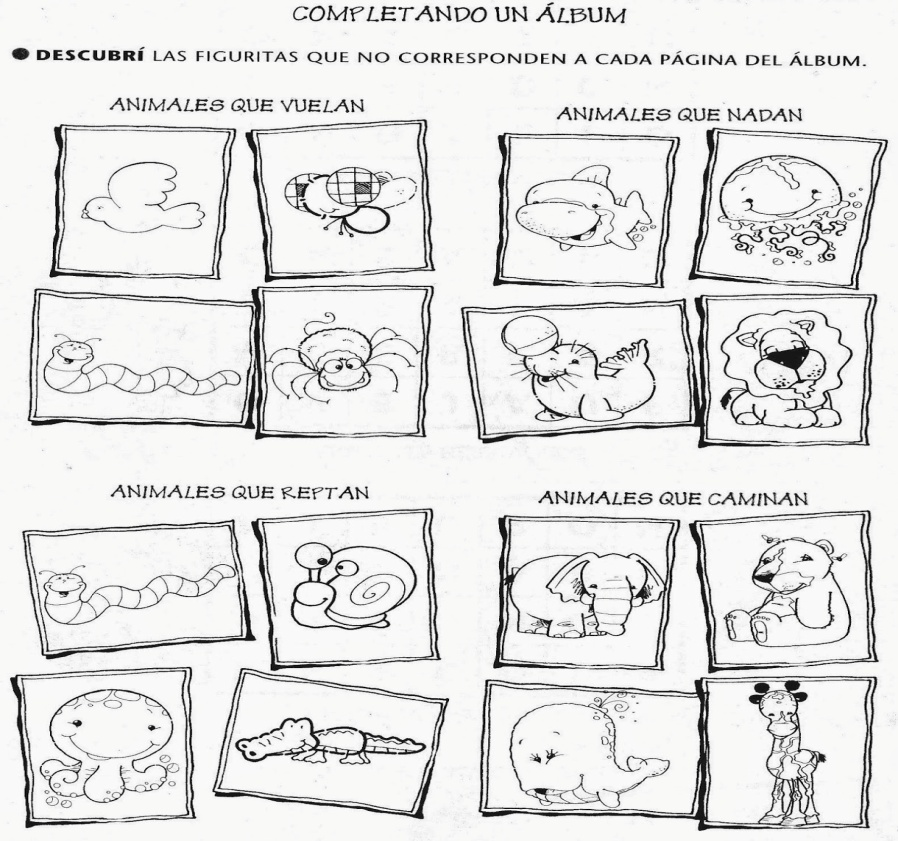 COMPLETANDO UN ÁLBUM
● DESCUBRÍ LAS FIGURITAS QUE NO CORRESPONDEN A CADA PÁGINA DEL ÁLBUM.
ANIMALES QUE VUELAN
ANIMALES QUE NADAN
ANIMALES QUE REPTAN
ANIMALES QUE CAMINAN